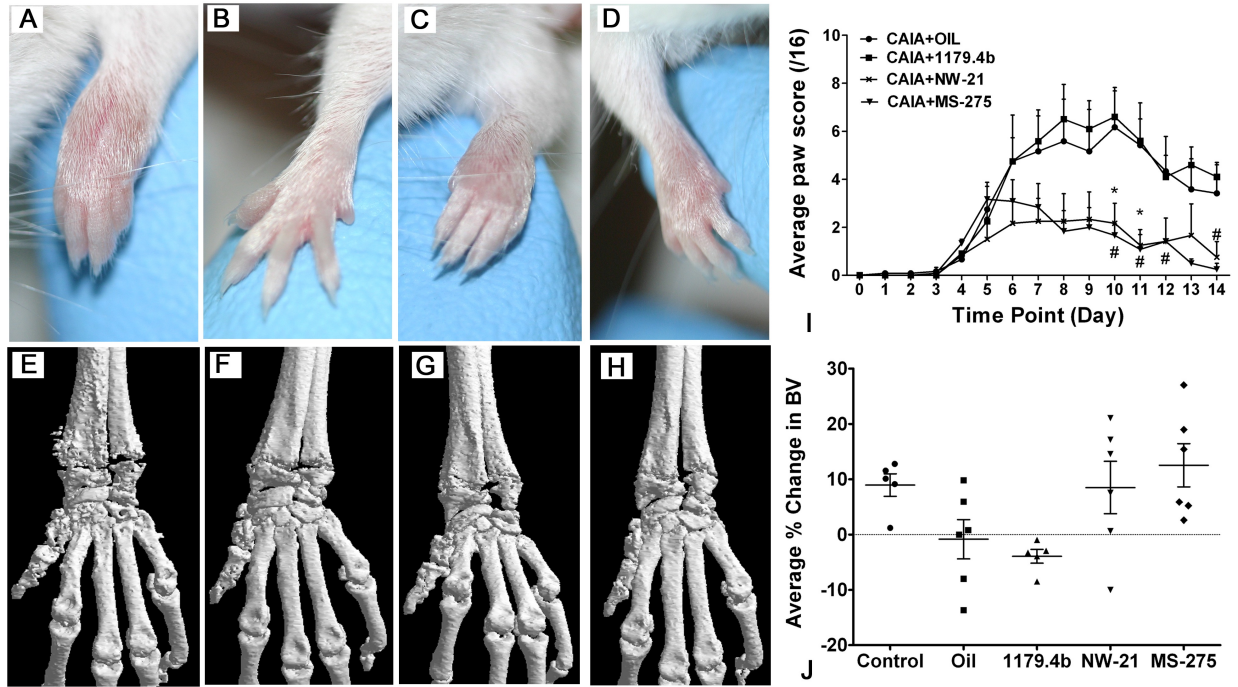 A
B
C
D
E
F
G
H
I
Average paw score (/16)
10
8
6
4
2
0
CAIA+OIL
CAIA+1179.4b
CAIA+NW-21
CAIA+MS-275
*
*
#
#
#
#
0 1 2 3 4 5 6 7 8 9 10 11 12 13 14
Time Point (Day)
J
Average % Change in BV
30
20
10
0
-10
-20
Control Oil 1179.4b NW-21 MS-275